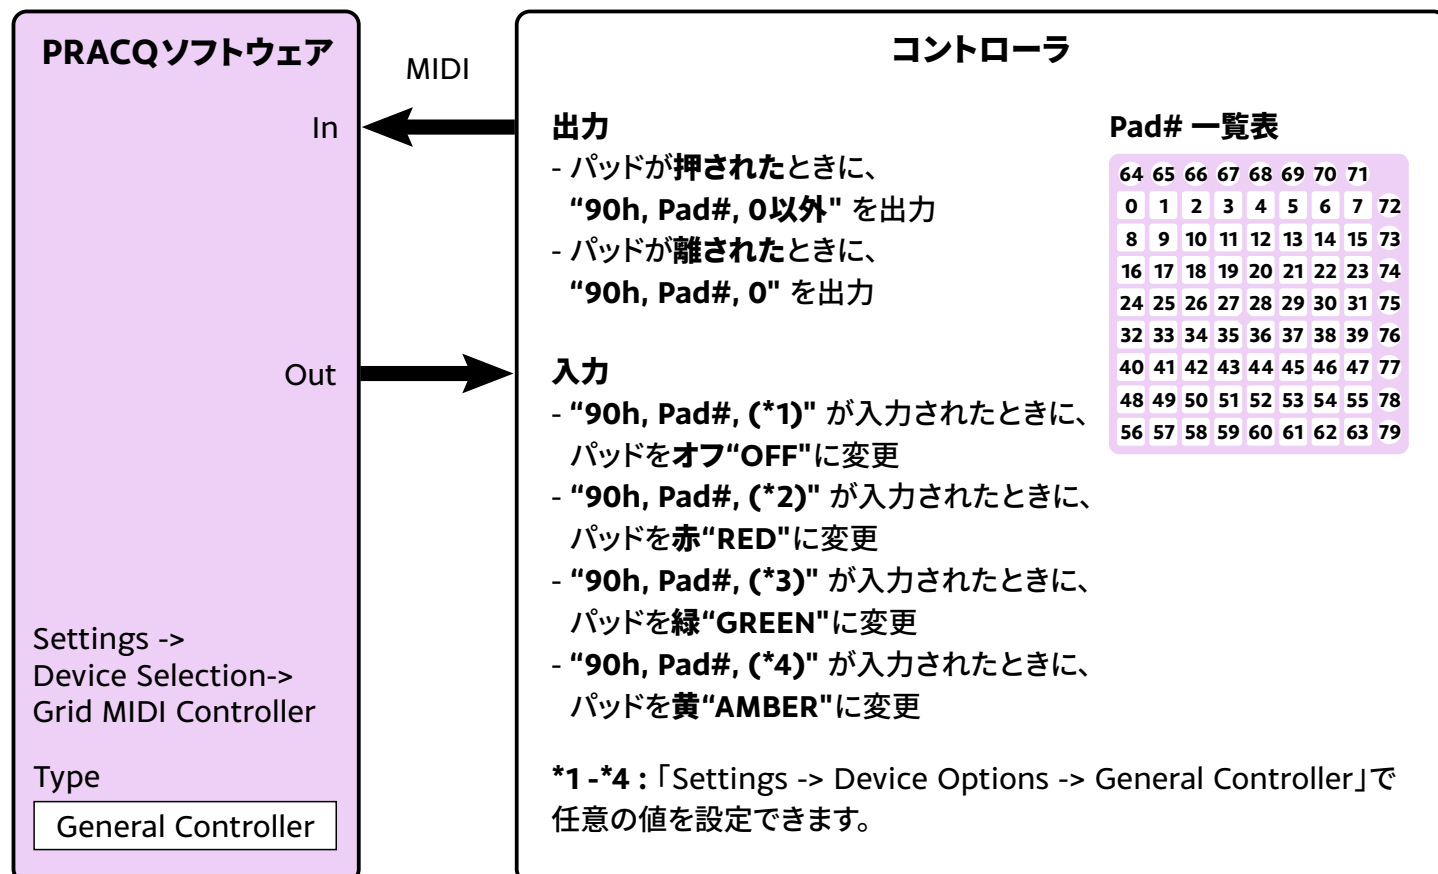 PRACQソフトウェア
In
Out
Settings ->
Device Selection->
Grid MIDI Controller
Type
General Controller
MIDI
コントローラ
出力
- パッドが押されたときに、
“90h, Pad#, 0以外" を出力
- パッドが離されたときに、
“90h, Pad#, 0" を出力
入力
- “90h, Pad#, (*1)" が入力されたときに、
パッドをオフ“OFF"に変更
- “90h, Pad#, (*2)" が入力されたときに、
パッドを赤“RED"に変更
- “90h, Pad#, (*3)" が入力されたときに、
パッドを緑“GREEN"に変更
- “90h, Pad#, (*4)" が入力されたときに、
パッドを黄“AMBER"に変更
*1 -*4 : 「Settings -> Device Options -> General Controller」で
任意の値を設定できます。
Pad# 一覧表
64 65 66 67 68 69 70 71
0 1 2 3 4 5 6 7 72
8 9 10 11 12 13 14 15 73
16 17 18 19 20 21 22 23 74
24 25 26 27 28 29 30 31 75
32 33 34 35 36 37 38 39 76
40 41 42 43 44 45 46 47 77
48 49 50 51 52 53 54 55 78
56 57 58 59 60 61 62 63 79